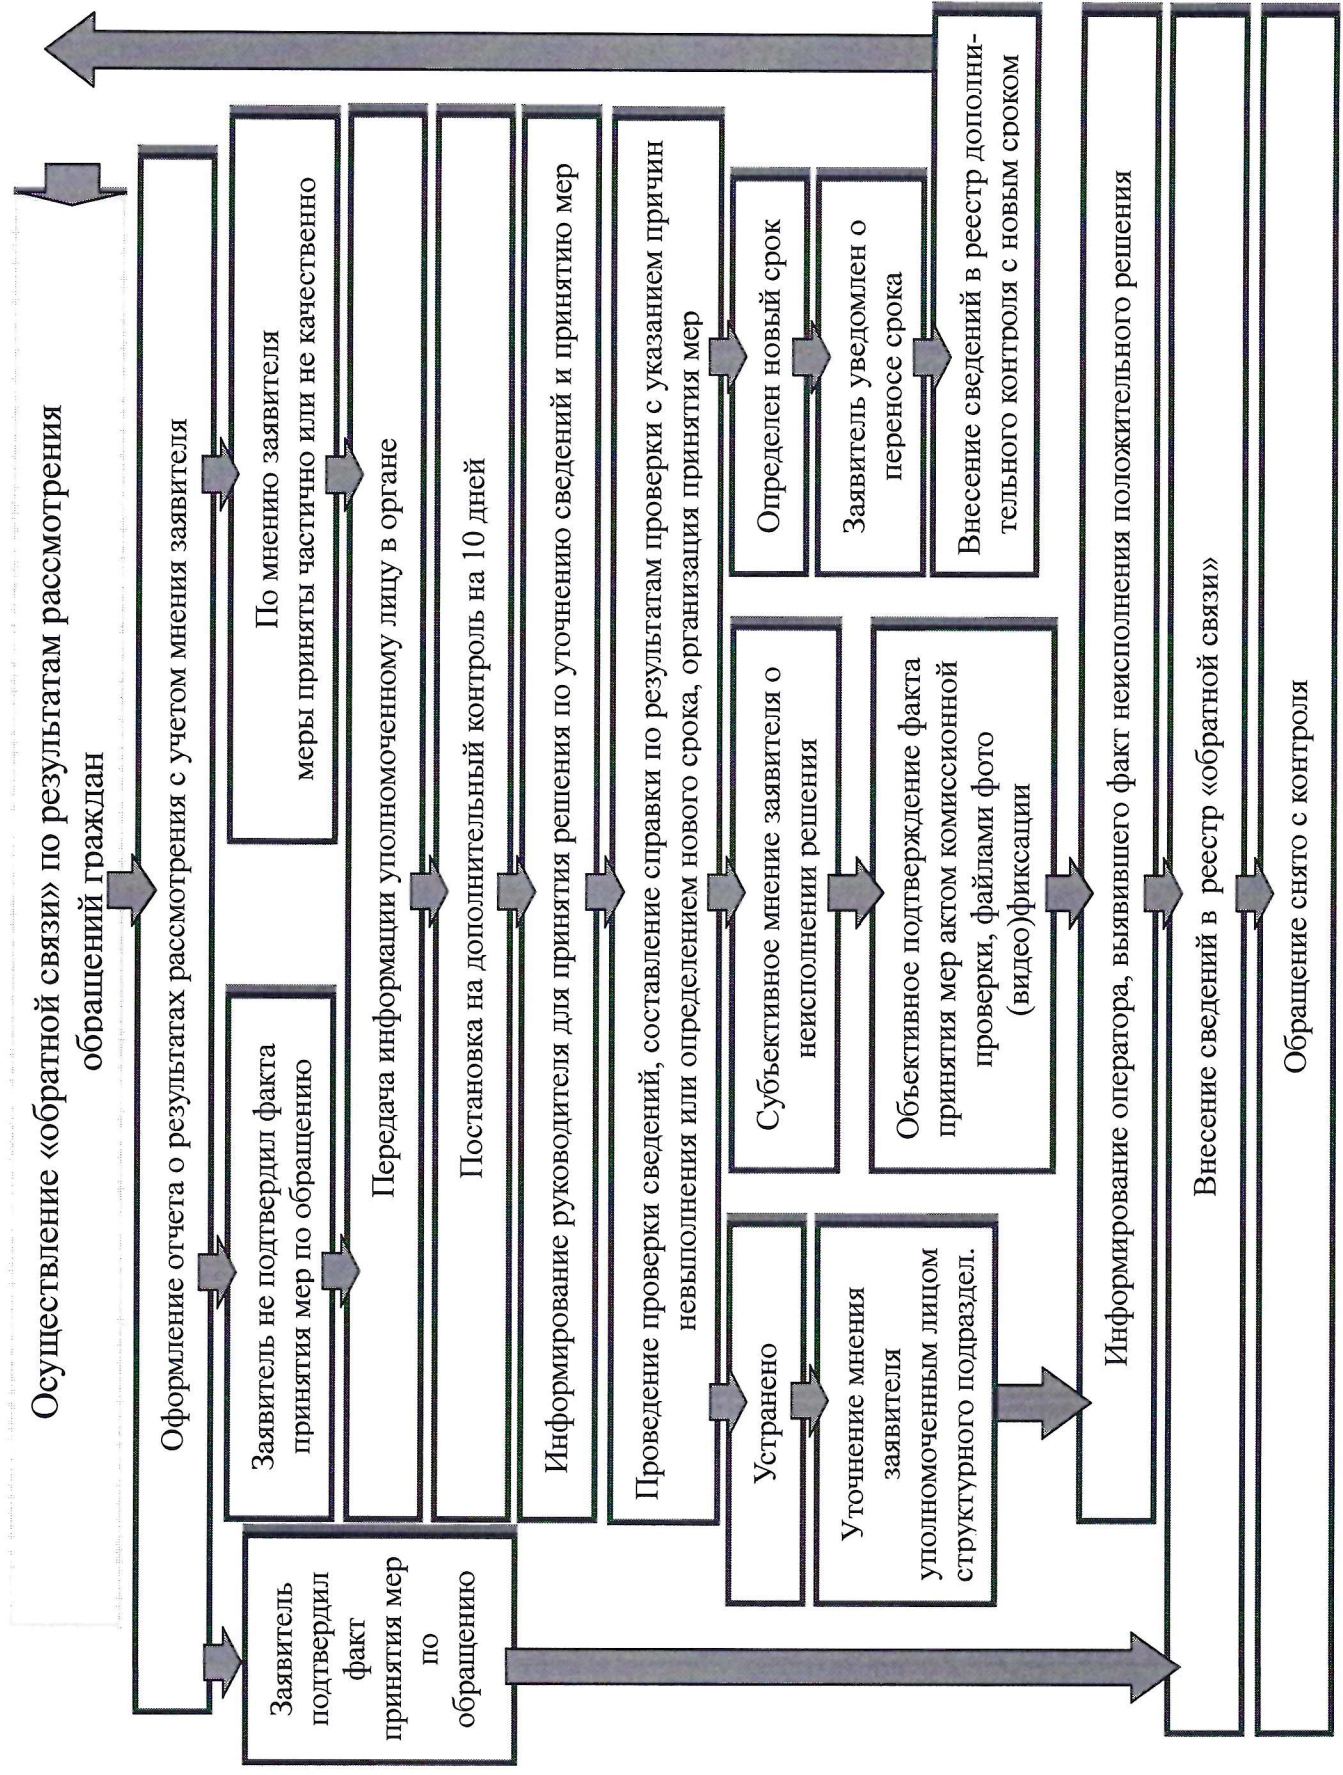 Осуществление «обратной связи» по результатам рассмотрения
обращений граждан
Оформление отчета о результатах рассмотрения с учетом мнения заявителя
Заявитель
подтвердил
факт
принятия мер
по
обращению
Заявитель не подтвердил факта
принятия мер по обращению
По мнению заявителя
меры приняты частично или не качественно
Передача информации уполномоченному лицу в органе
Постановка на дополнительный контроль на 10 дней
Информирование руководителя для принятия решения по уточнению сведений и принятию мер
Проведение проверки сведений, составление справки по результатам проверки с указанием причин
невыполнения или определением нового срока, организация принятия мер
Устранено
Уточнение мнения
заявителя
уполномоченным лицом
структурного подраздел.
Субъективное мнение заявителя о
неисполнении решения
Объективное подтверждение факта
принятия мер актом комиссионной
проверки, файлами фото
(видео)фиксации
Определен новый срок
Заявитель уведомлен о
переносе срока
Внесение сведений в реестр дополни-
тельного контроля с новым сроком
Информирование оператора, выявившего факт неисполнения положительного решения
Внесение сведений в реестр «обратной связи»
Обращение снято с контроля